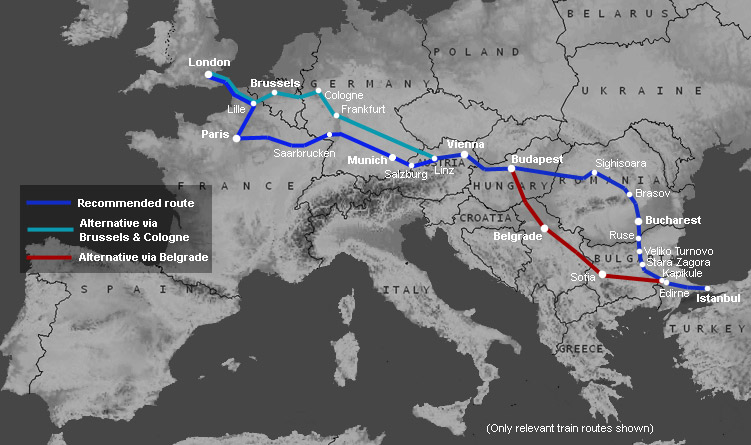 BELARUS
POLAND
London
Brussels
GERMANY
UKRAINE
Cologne
Lille
Frankfurt
Paris
Saarbrucken
Vienna
Munich
AUSTRIA
Budapest
Sighisoara
Salzburg
Linz
FRANCE
HUNGARY
ROMANIA
Brasov
Recommended route
Alternative via
Brussels & Cologne
Alternative via Belgrade
CROATIA
Bucharest
Belgrade
Ruse
Veliko Turnovo
BULG
Stara Zagora
Sofia
Kapikule
SPAIN
ITALY
Edirne
Istanbul
TURKEY
GREECE
(Only relevant train routes shown)